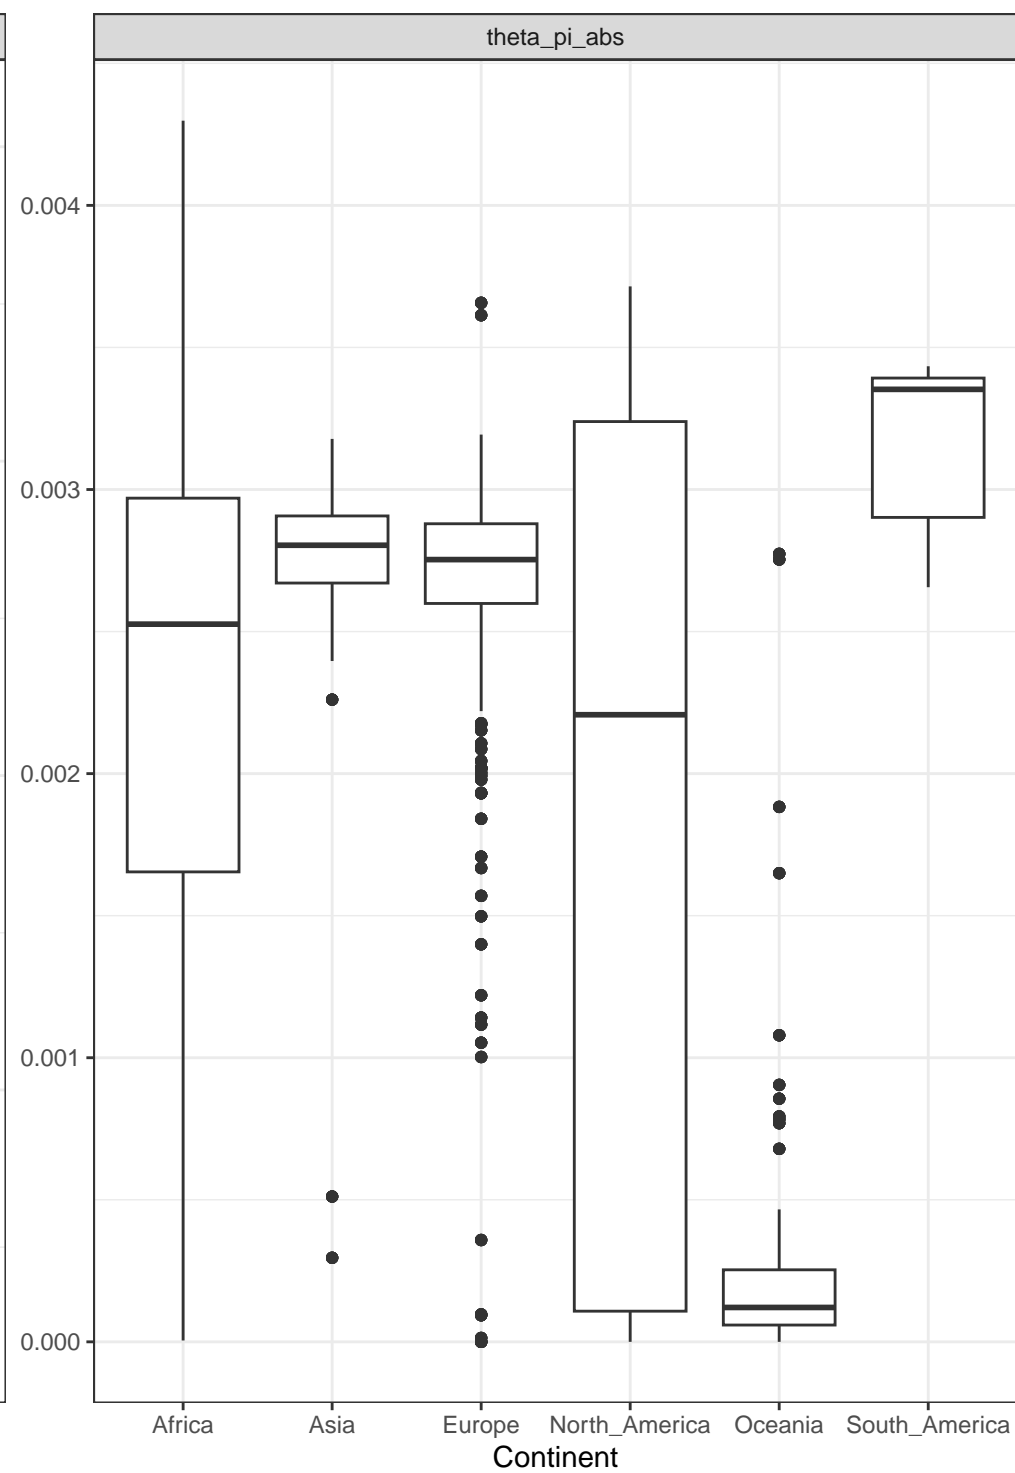 theta_pi_abs
0.004
0.003
0.002
0.001
0.000
Africa Asia Europe North_America Oceania South_America
Continent